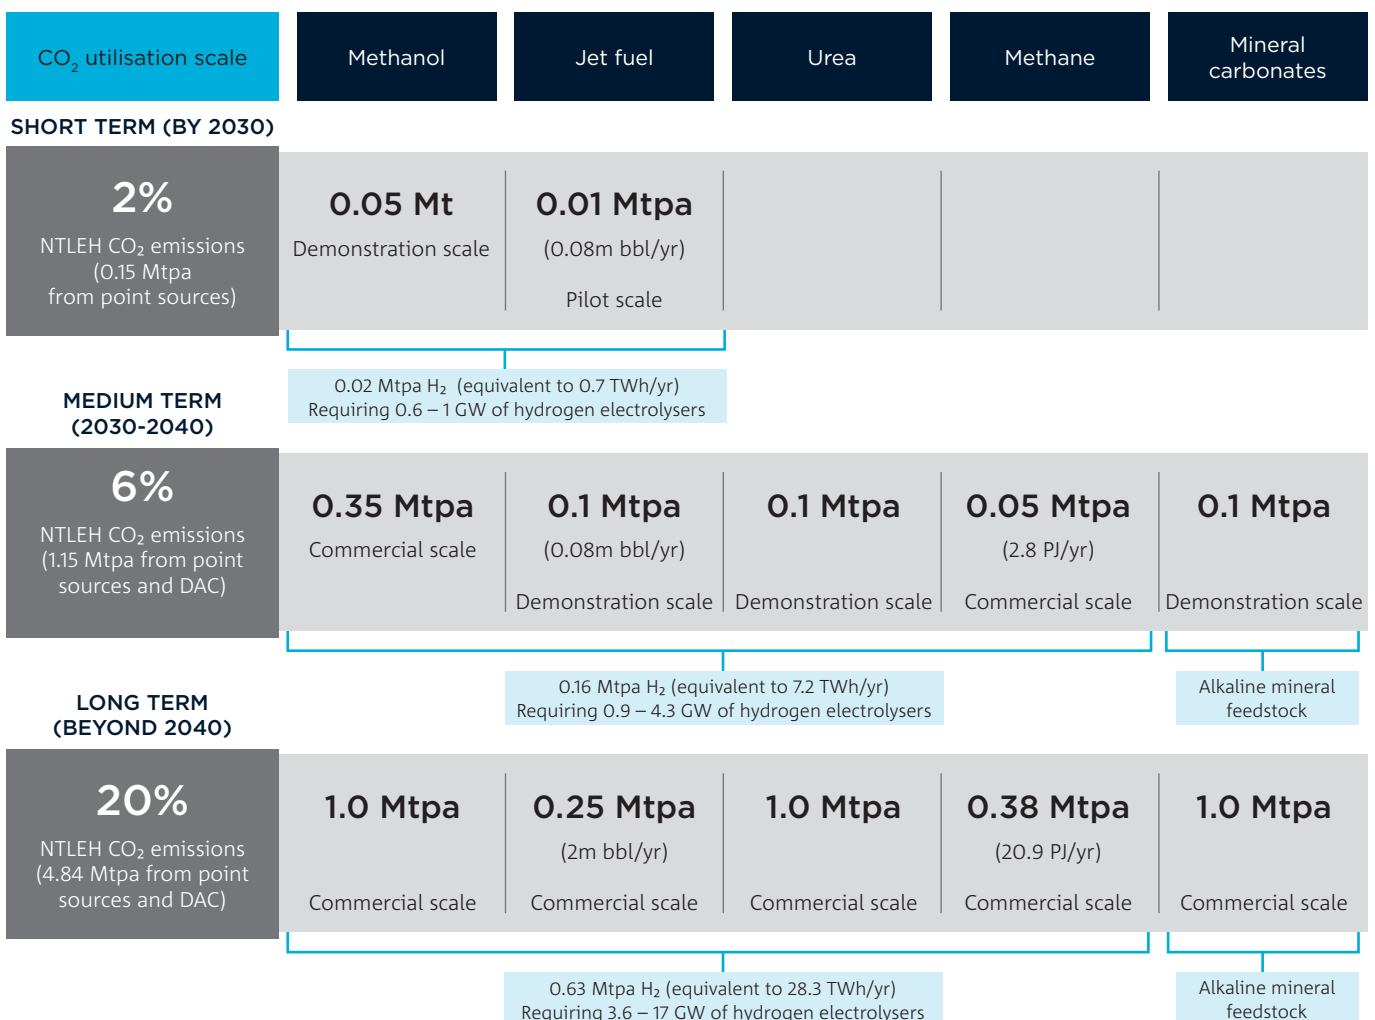 CO₂ utilisation scale
Methanol
Jet fuel
Urea
Methane
Mineral
carbonates
SHORT TERM (BY 2030)
2%
NTLEH CO₂ emissions
(0.15 Mtpa
from point sources)
0.05 Mt
Demonstration scale
0.01 Mtpa
(0.08m bbl/yr)
Pilot scale
0.02 Mtpa H₂ (equivalent to 0.7 TWh/yr)
Requiring 0.6 – 1 GW of hydrogen electrolysers
MEDIUM TERM
(2030-2040)
6%
NTLEH CO₂ emissions
(1.15 Mtpa from point
sources and DAC)
0.35 Mtpa
Commercial scale
0.1 Mtpa
(0.08m bbl/yr)
Demonstration scale
0.1 Mtpa
Demonstration scale
0.05 Mtpa
(2.8 PJ/yr)
Commercial scale
0.1 Mtpa
Demonstration scale
0.16 Mtpa H₂ (equivalent to 7.2 TWh/yr)
Requiring 0.9 – 4.3 GW of hydrogen electrolysers
Alkaline mineral
feedstock
LONG TERM
(BEYOND 2040)
20%
NTLEH CO₂ emissions
(4.84 Mtpa from point
sources and DAC)
1.0 Mtpa
Commercial scale
0.25 Mtpa
(2m bbl/yr)
Commercial scale
1.0 Mtpa
Commercial scale
0.38 Mtpa
(20.9 PJ/yr)
Commercial scale
1.0 Mtpa
Commercial scale
0.63 Mtpa H₂ (equivalent to 28.3 TWh/yr)
Requiring 3.6 – 17 GW of hydrogen electrolysers
Alkaline mineral
feedstock